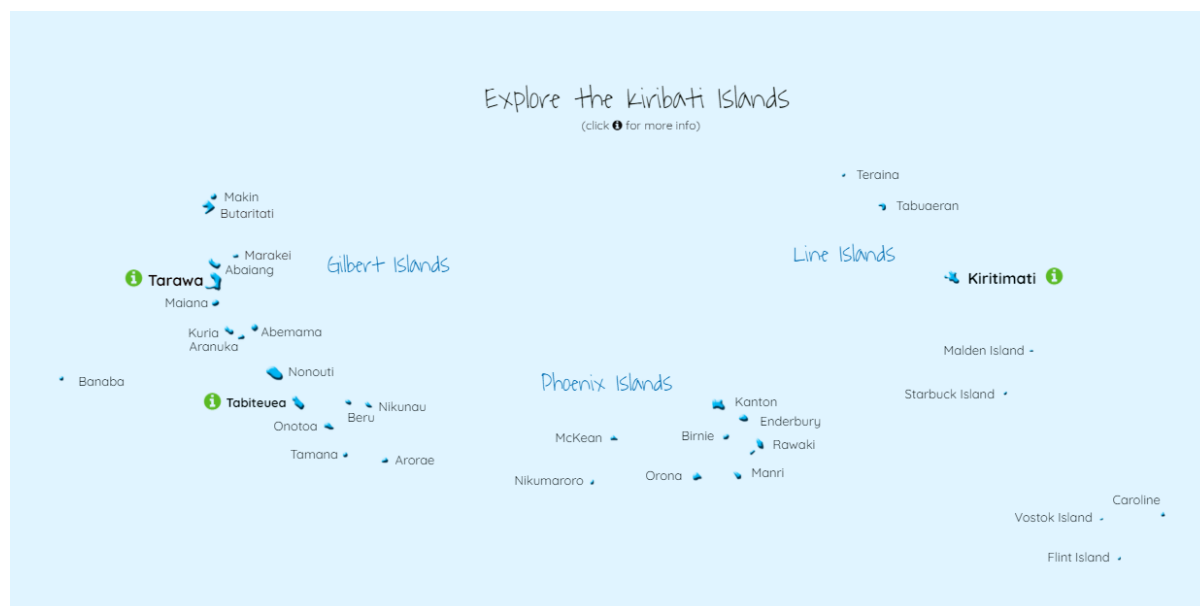 Explore the Kiribati Islands
(click i for more info)
Teraina
Makin
Butaritati
Tabuaeran
Marakei
Line Islands
Gilbert Islands
Abaiang
i Tarawa
Kiritimati i
Maiana
Kuria
Abemama
Aranuka
Malden Island
Nonouti
Banaba
Phoenix Islands
Starbuck Island
i Tabiteuea
Nikunau
Kanton
Beru
Enderbury
Onotoa
McKean
Birnie
Rawaki
Tamana
Arorae
Nikumaroro
Orona
Manri
Caroline
Vostok Island
Flint Island